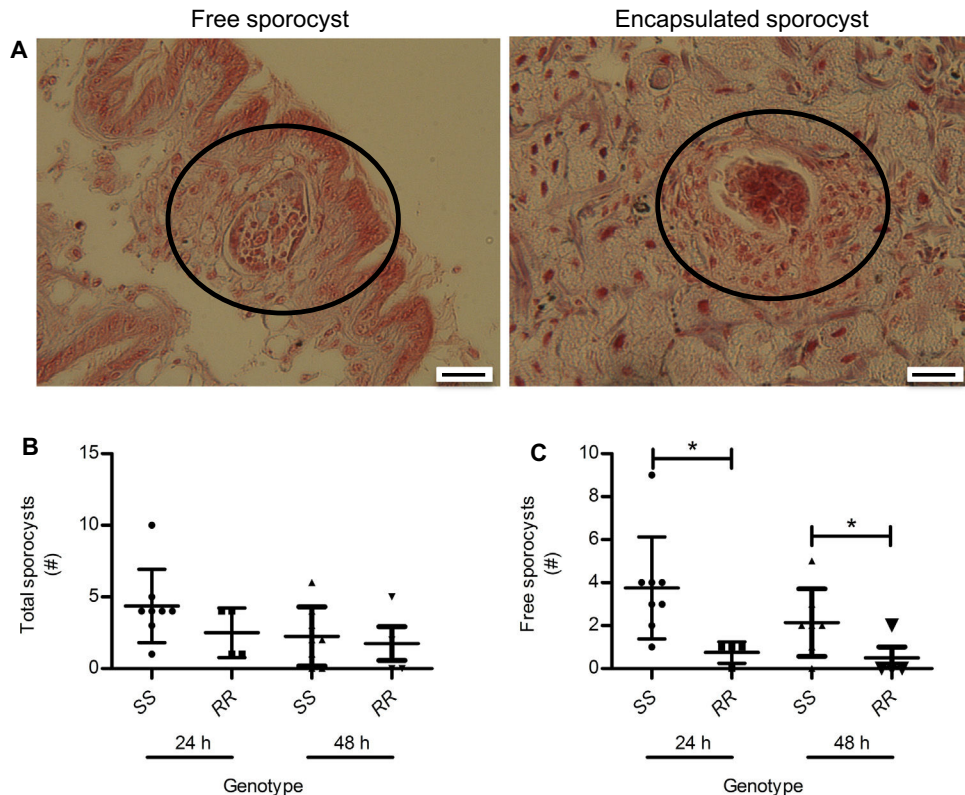 Free sporocyst
Encapsulated sporocyst
A
B
Total sporocysts
(#)
15
10
5
0
SS
RR
SS
RR
24 h
48 h
Genotype
C
Free sporocysts
(#)
10
8
6
4
2
0
*
*
SS
RR
SS
RR
24 h
48 h
Genotype